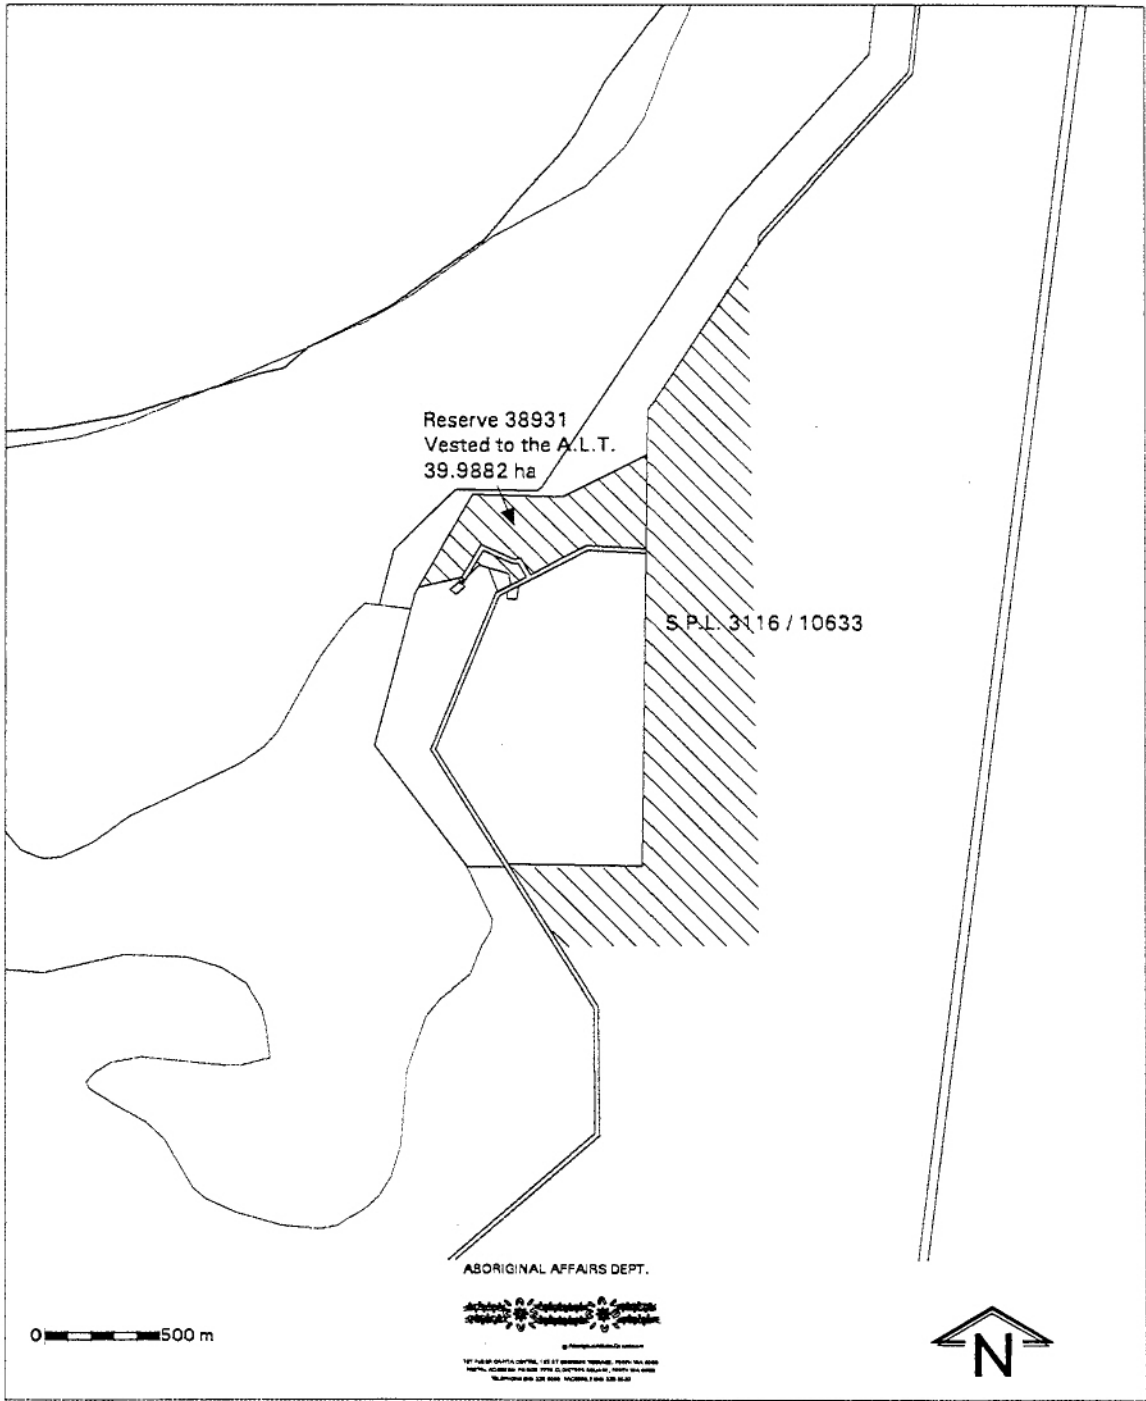 Reserve 38931
Vested to the A.L.T.
39.9882 ha
S.P.L. 3116 / 10633
ABORIGINAL AFFAIRS DEPT.
0 500 m
N